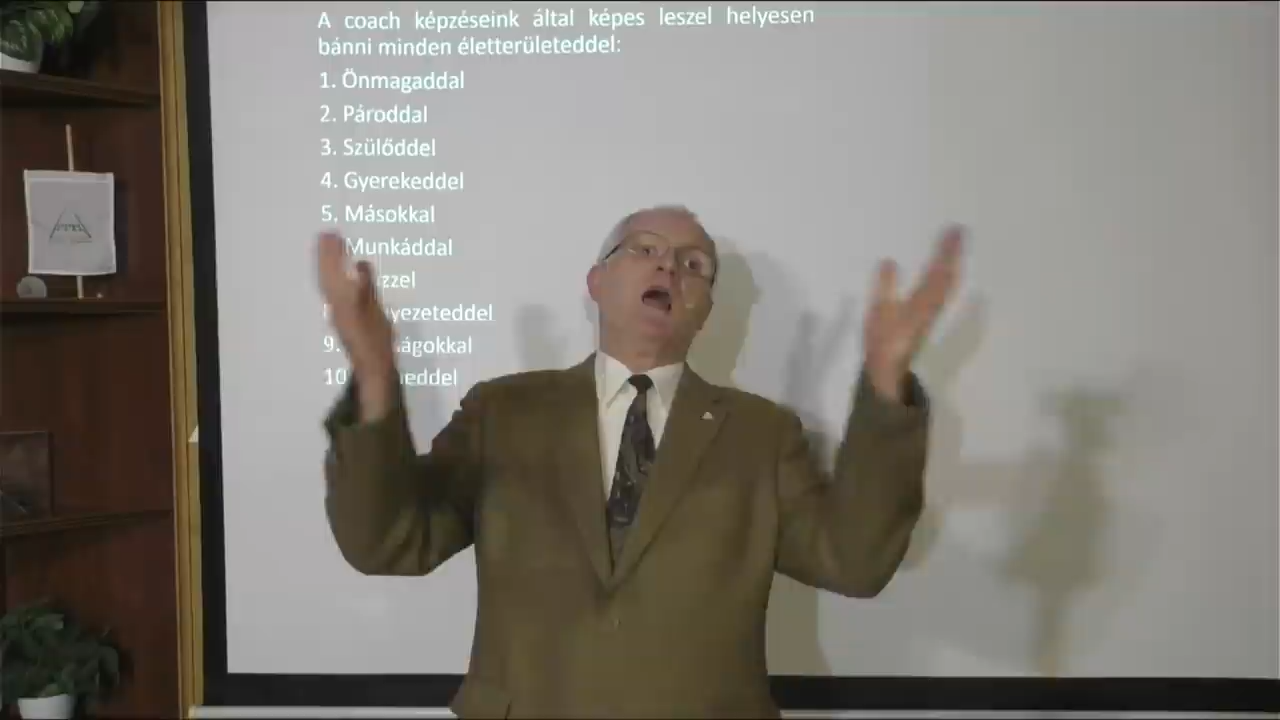 A coach képzéseink által képes leszel helyesen
bánni minden életterületeddel:
1. Önmagaddal
2. Pároddal
3. Szülőddel
4. Gyerekeddel
5. Másokkal
Munkáddal
9.
10